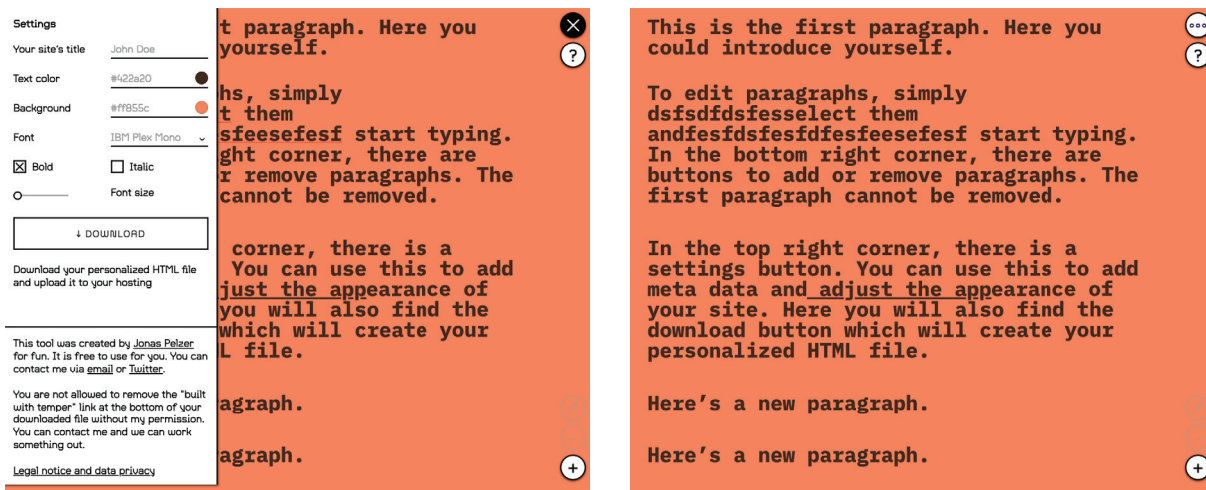 Settings
Your site's title
John Doe
Text color
#422a20
Background
#ff855c
Font
IBM Plex Mono
Bold
Italic
Font size
↓ DOWNLOAD
Download your personalized HTML file
and upload it to your hosting
This tool was created by Jonas Pelzer
for fun. It is free to use for you. You can
contact me via email or Twitter.
You are not allowed to remove the "built
with temper" link at the bottom of your
downloaded file without my permission.
You can contact me and we can work
something out.
Legal notice and data privacy
t paragraph. Here you
yourself.
hs, simply
t them
sfeesefesf start typing.
ght corner, there are
r remove paragraphs. The
cannot be removed.
corner, there is a
You can use this to add
just the appearance of
you will also find the
which will create your
L file.
agraph.
agraph.
?
+
This is the first paragraph. Here you
could introduce yourself.
To edit paragraphs, simply
dsfsdfdsfesselect them
andfesfdsfesfdfesfeesefesf start typing.
In the bottom right corner, there are
buttons to add or remove paragraphs. The
first paragraph cannot be removed.
In the top right corner, there is a
settings button. You can use this to add
meta data and adjust the appearance of
your site. Here you will also find the
download button which will create your
personalized HTML file.
Here's a new paragraph.
Here's a new paragraph.
?
+